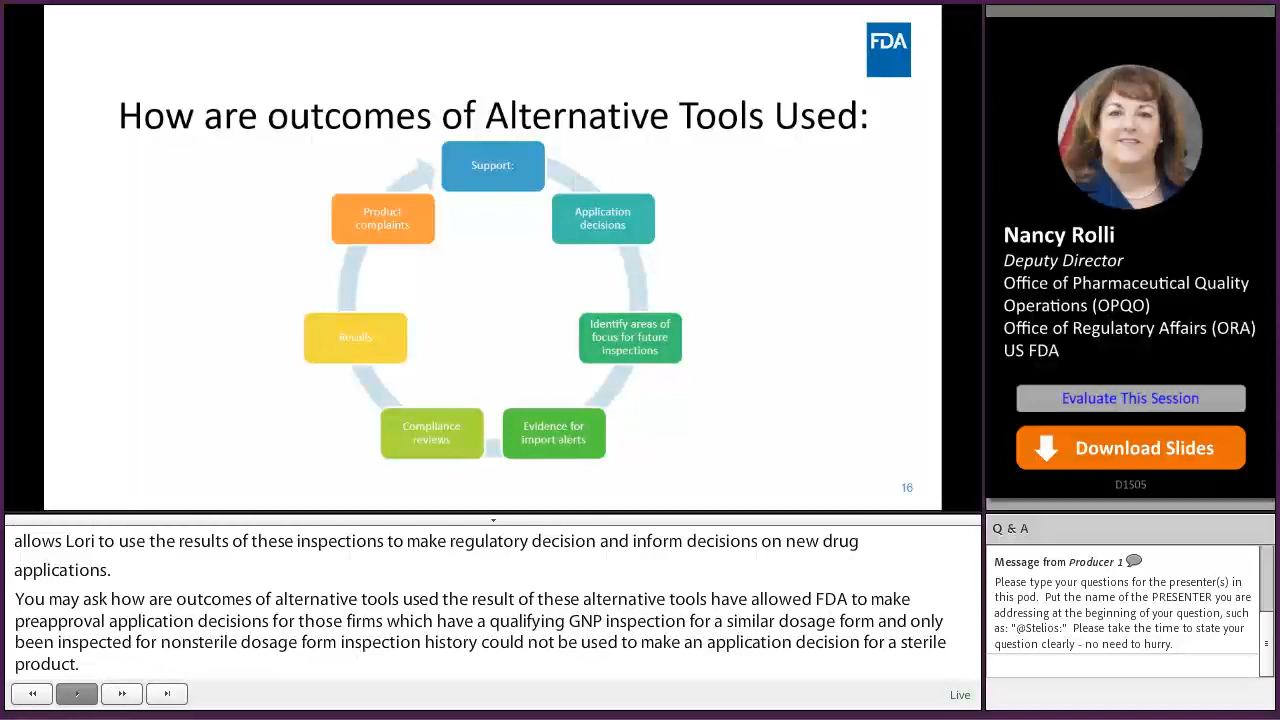 FDA
How are outcomes of Alternative Tools Used:
Support:
Application
decisions
Identify areas of
focus for future
inspections
Evidence for
import alerts
Compliance
reviews
Recalls
Product
complaints
16
Nancy Rolli
Deputy Director
Office of Pharmaceutical Quality
Operations (OPQO)
Office of Regulatory Affairs (ORA)
US FDA
Evaluate This Session
Download Slides
D1S05
allows Lori to use the results of these inspections to make regulatory decision and inform decisions on new drug
applications.
You may ask how are outcomes of alternative tools used the result of these alternative tools have allowed FDA to make
preapproval application decisions for those firms which have a qualifying GNP inspection for a similar dosage form and only
been inspected for nonsterile dosage form inspection history could not be used to make an application decision for a sterile
product.
Live
Q & A
Message from Producer 1
Please type your questions for the presenter(s) in
this pod. Put the name of the PRESENTER you are
addressing at the beginning of your question, such
as: "@Stelios:" Please take the time to state your
question clearly - no need to hurry.